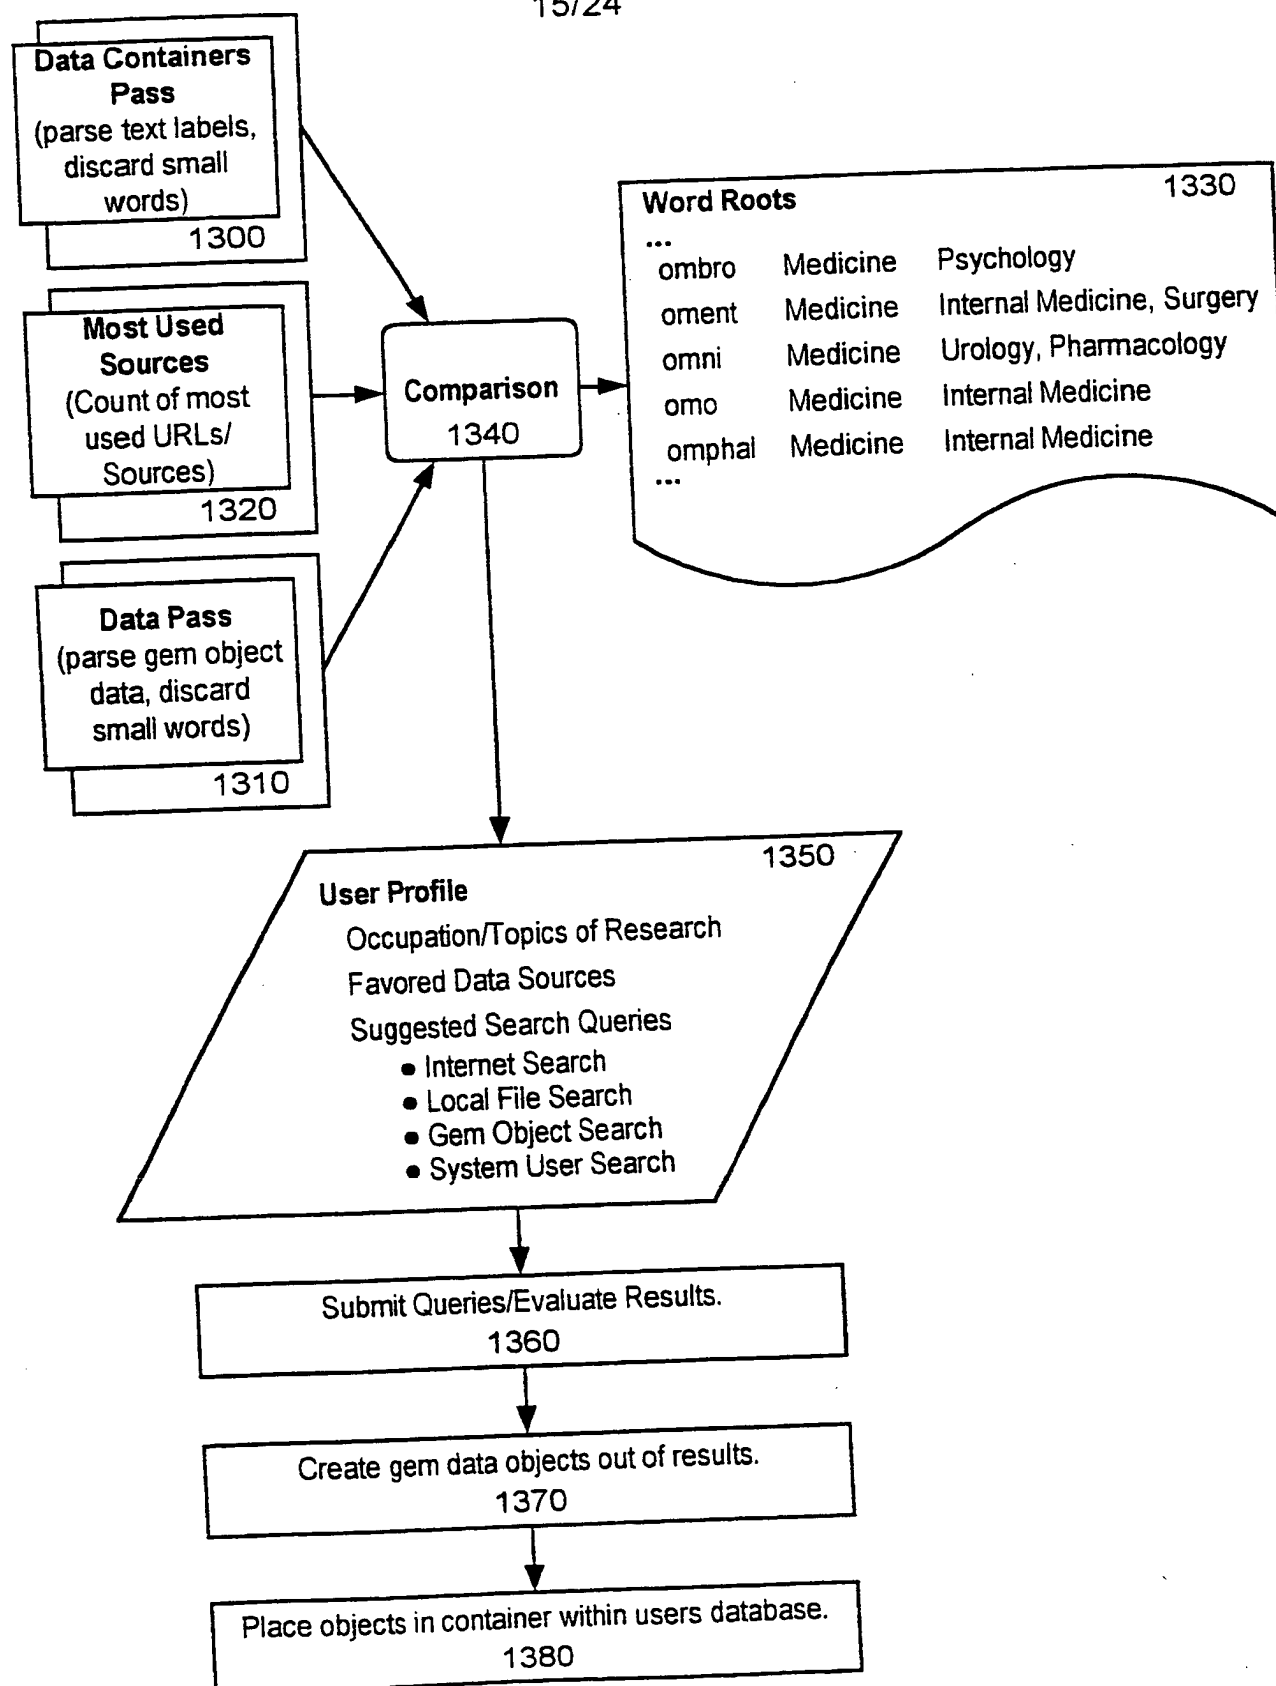 15/24
Data Containers
Pass
(parse text labels,
discard small
words)
1300
Most Used
Sources
(Count of most
used URLs/
Sources)
1320
Data Pass
(parse gem object
data, discard
small words)
1310
Comparison
1340
Word Roots 1330
...
ombro Medicine Psychology
oment Medicine Internal Medicine, Surgery
omni Medicine Urology, Pharmacology
omo Medicine Internal Medicine
omphal Medicine Internal Medicine
...
1350
User Profile
Occupation/Topics of Research
Favored Data Sources
Suggested Search Queries
• Internet Search
• Local File Search
• Gem Object Search
• System User Search
Submit Queries/Evaluate Results.
1360
Create gem data objects out of results.
1370
Place objects in container within users database.
1380